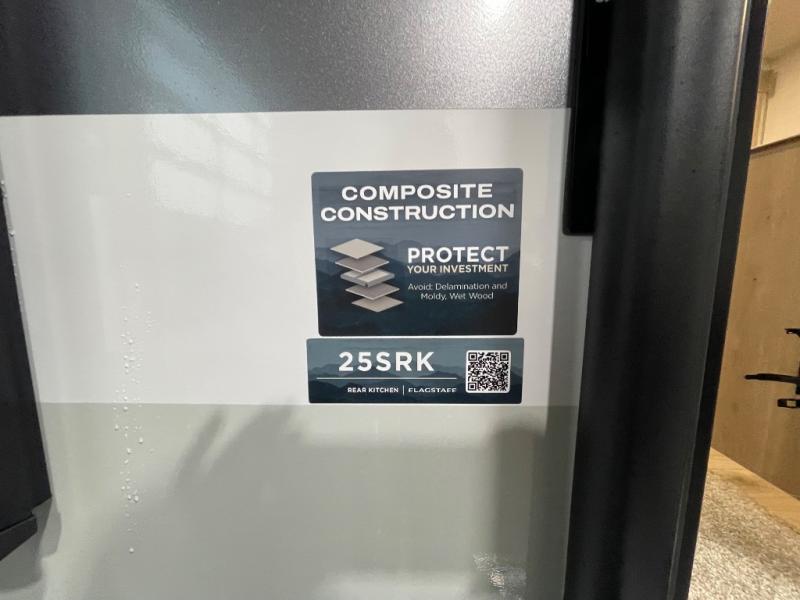 COMPOSITE
CONSTRUCTION
PROTECT
YOUR INVESTMENT
Avoid: Delamination and
Moldy, Wet Wood
25SRK
REAR KITCHEN | FLAGSTAFF